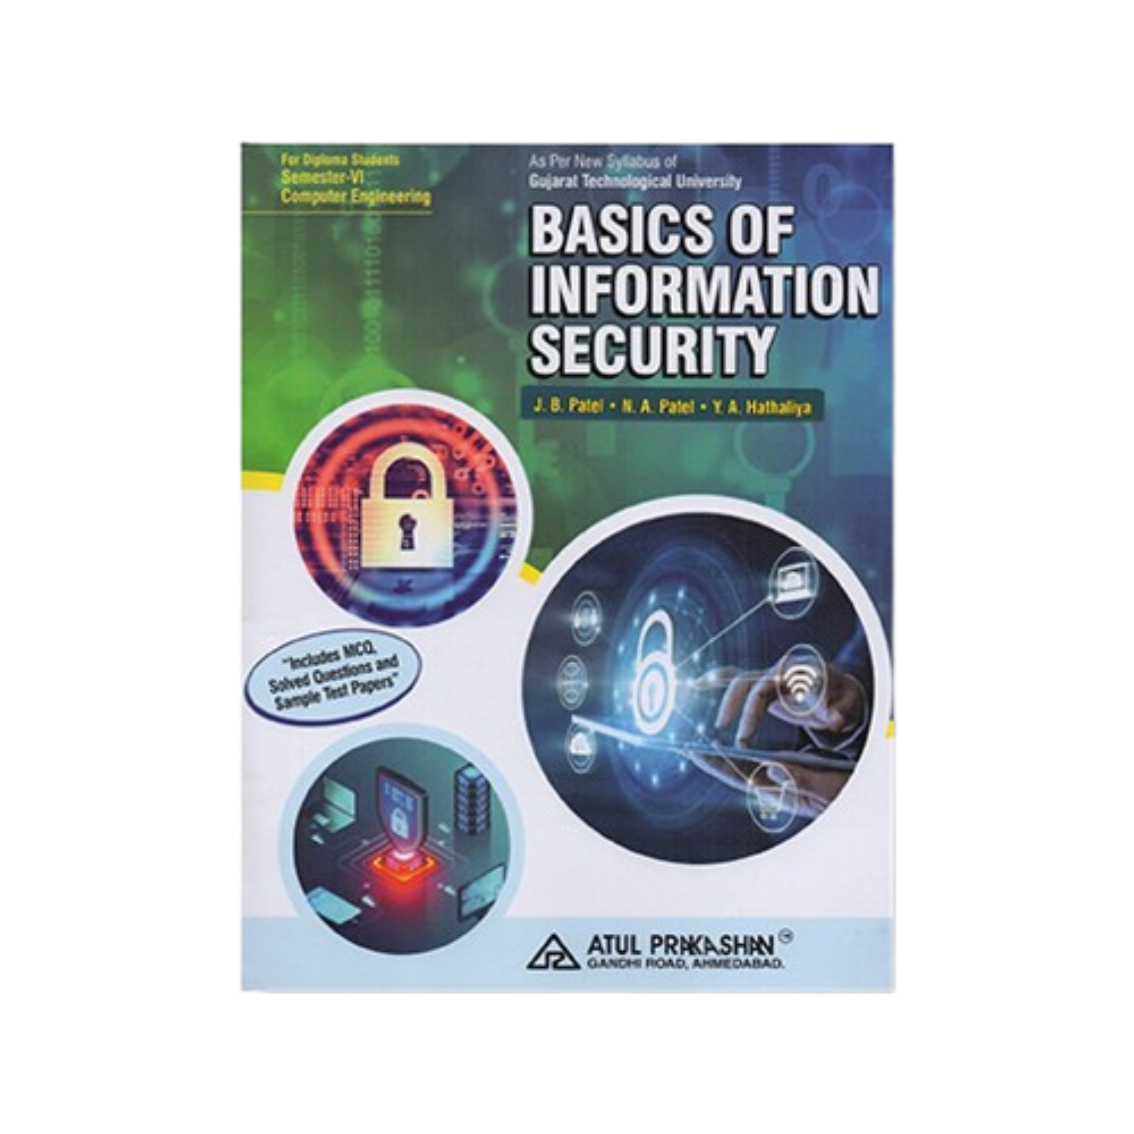 For Diploma Students
Semester-VI
Computer Engineering
As Per New Syllabus of
Gujarat Technological University
BASICS OF
INFORMATION
SECURITY
J. B. Patel • N. A. Patel • Y. A. Hathaliya
"Includes MCQ,
Solved Questions and
Sample Test Papers"
ATUL PRAKASHAN
GANDHI ROAD, AHMEDABAD.